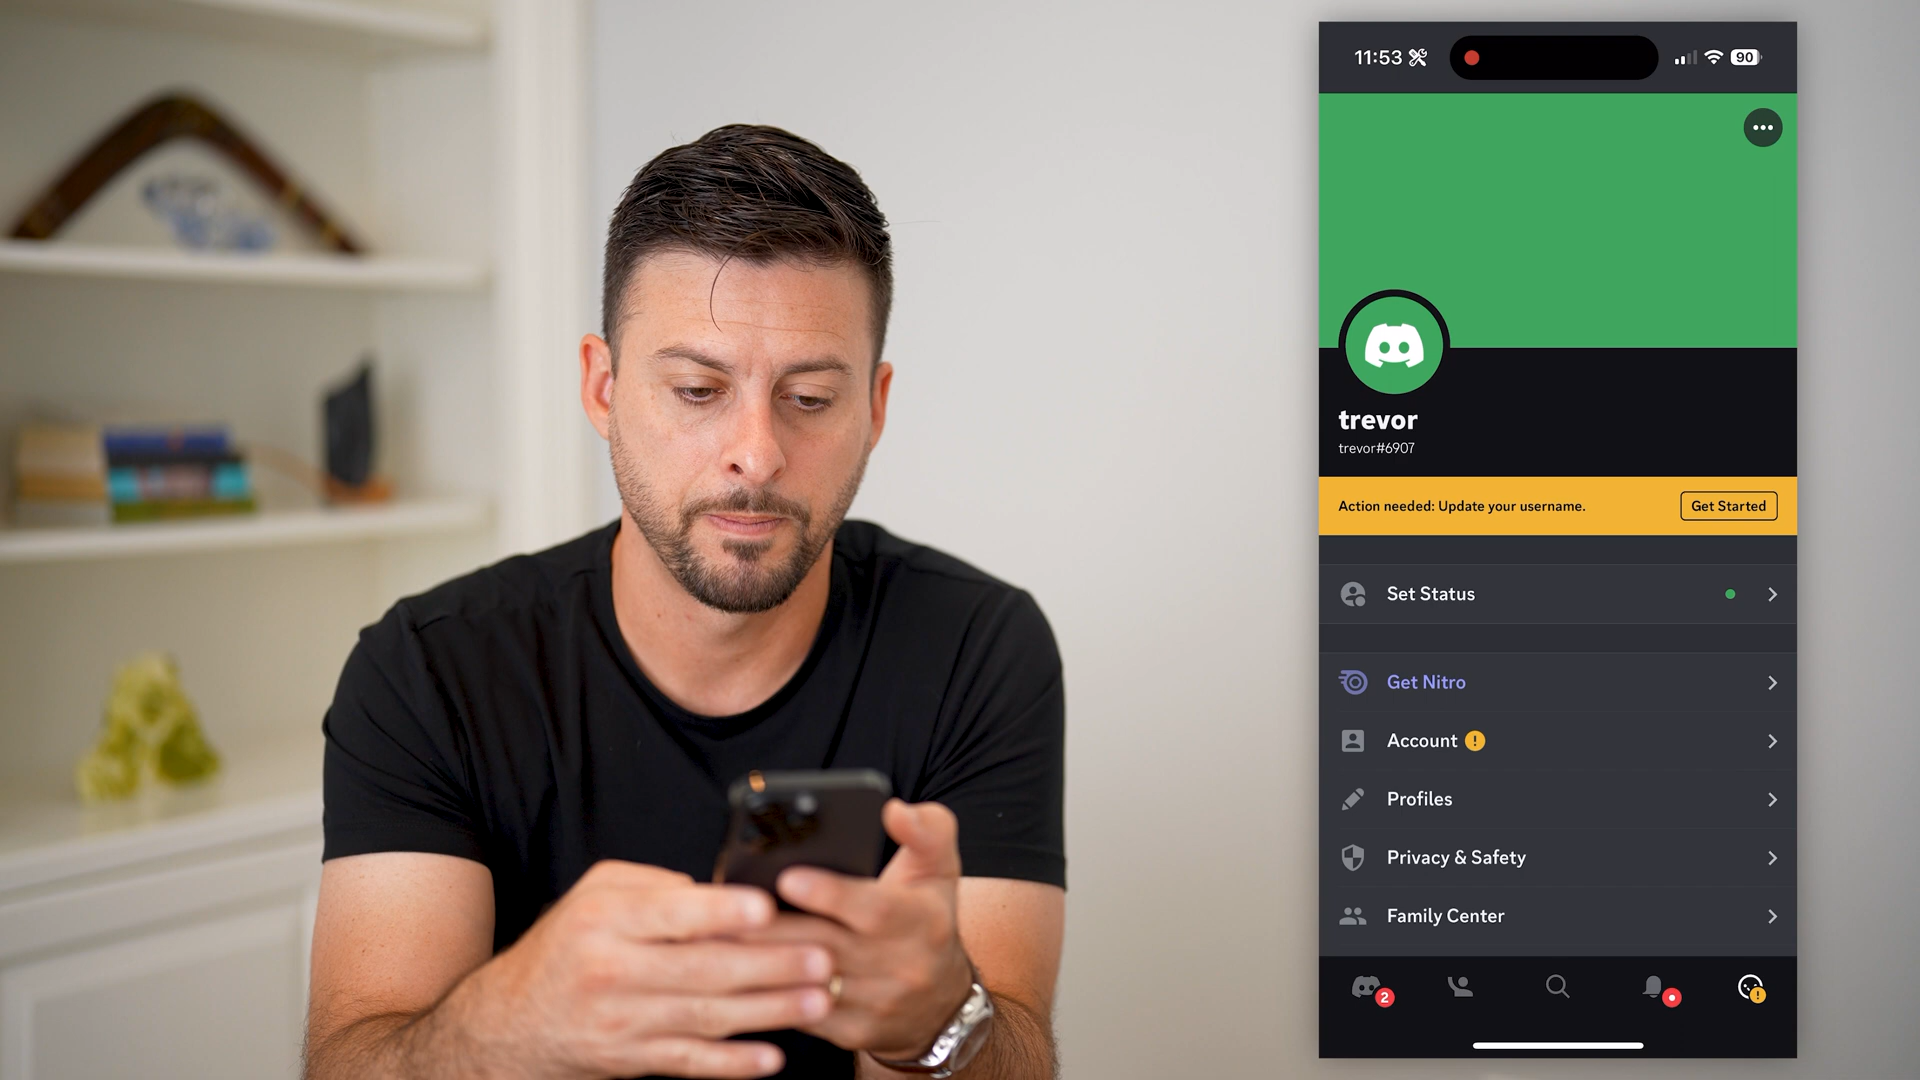 11:53
90
trevor
trevor#6907
Action needed: Update your username.
Get Started
Set Status
Get Nitro
Account !
Profiles
Privacy & Safety
Family Center
2
!